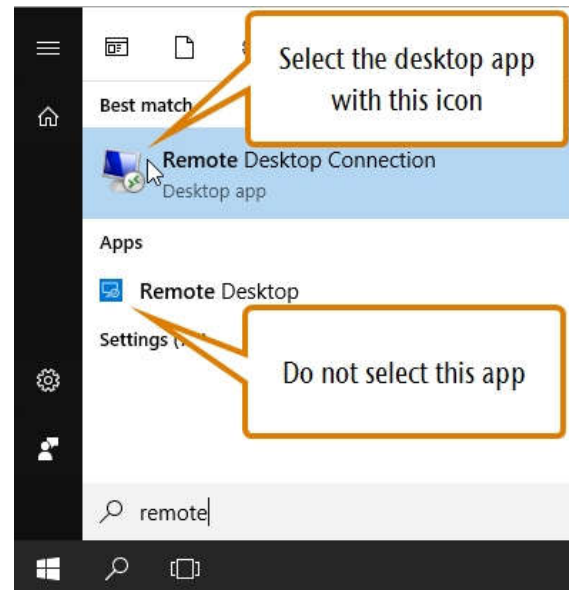 Select the desktop app
with this icon
Best match
Remote Desktop Connection
Desktop app
Apps
Remote Desktop
Settings
Do not select this app
remote